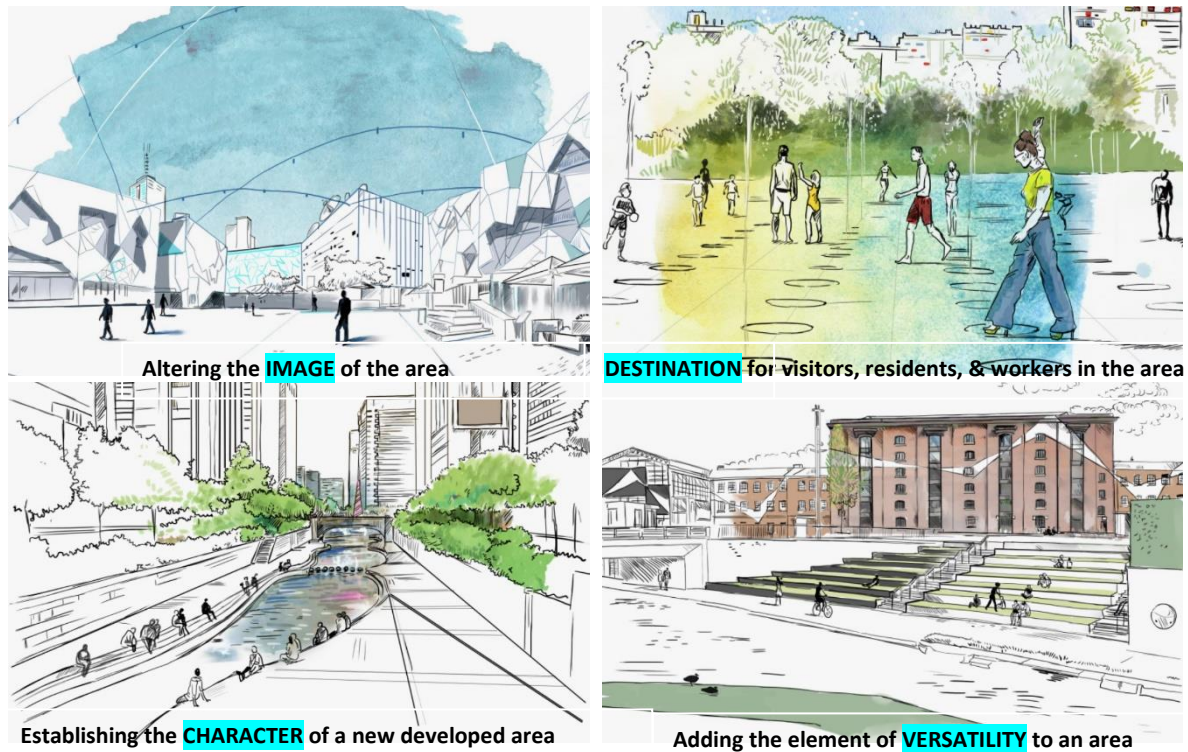 Altering the IMAGE of the area
DESTINATION for visitors, residents, & workers in the area
Establishing the CHARACTER of a new developed area
Adding the element of VERSATILITY to an area